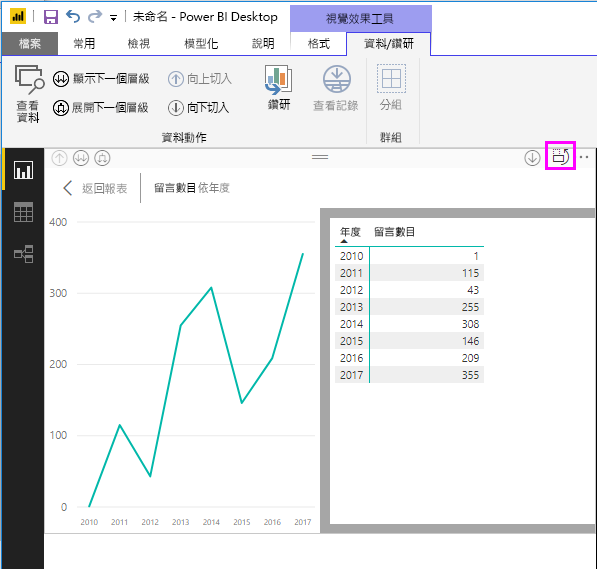 未命名 - Power BI Desktop
視覺效果工具
檔案 常用 檢視 模型化 說明 格式 資料/鑽研
查看資料
顯示下一個層級
展開下一個層級
向上切入
向下切入
鑽研
查看記錄
分組
資料動作
群組
返回報表
留言數目依年度
400
300
200
100
0
2010 2011 2012 2013 2014 2015 2016 2017
年度 留言數目
2010 1
2011 115
2012 43
2013 255
2014 308
2015 146
2016 209
2017 355